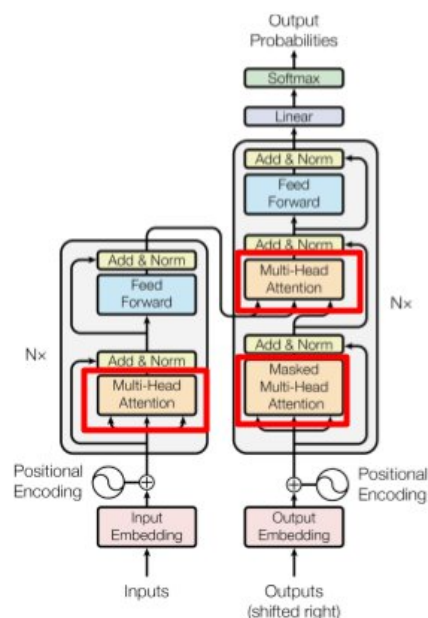 Output
Probabilities
Softmax
Linear
Add & Norm
Feed
Forward
Add & Norm
Multi-Head
Attention
Add & Norm
Masked
Multi-Head
Attention
Nx
Add & Norm
Feed
Forward
Add & Norm
Multi-Head
Attention
Nx
Positional
Encoding
Positional
Encoding
Input
Embedding
Output
Embedding
Inputs
Outputs
(shifted right)